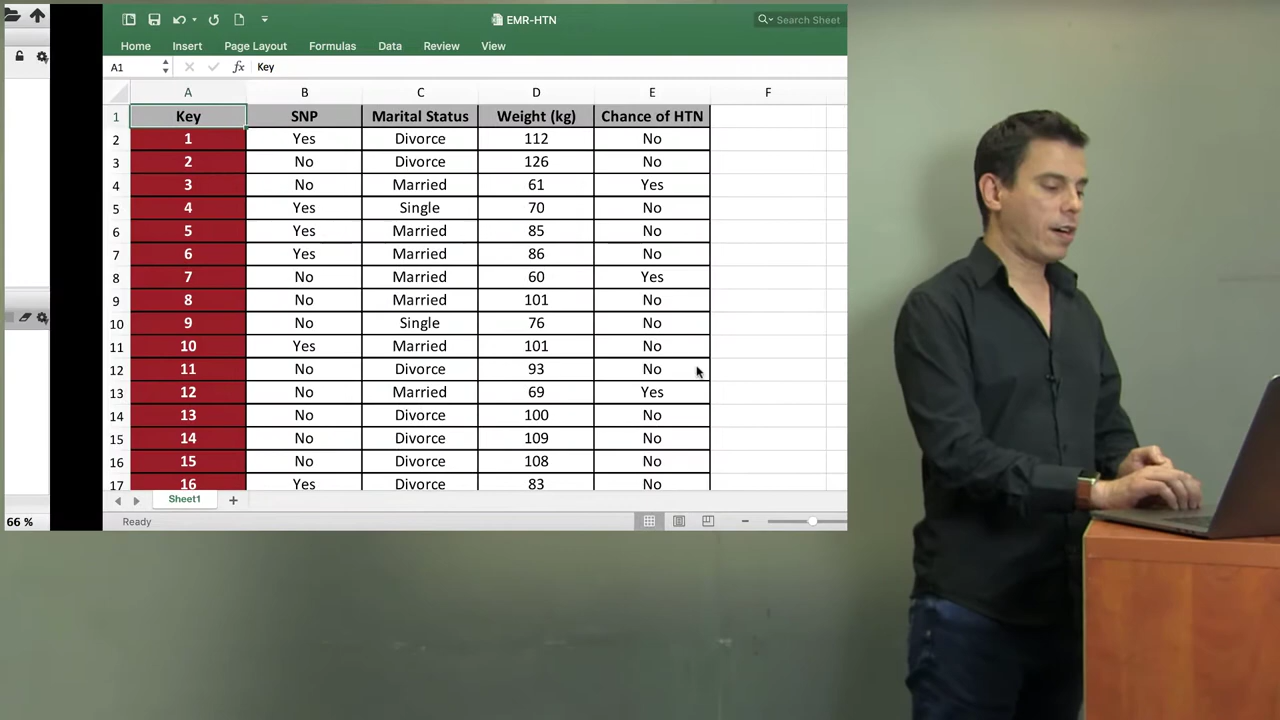 EMR-HTN
Search Sheet
Home Insert Page Layout Formulas Data Review View
A1 fx Key
A B C D E F
1 Key SNP Marital Status Weight (kg) Chance of HTN
2 1 Yes Divorce 112 No
3 2 No Divorce 126 No
4 3 No Married 61 Yes
5 4 Yes Single 70 No
6 5 Yes Married 85 No
7 6 Yes Married 86 No
8 7 No Married 60 Yes
9 8 No Married 101 No
10 9 No Single 76 No
11 10 Yes Married 101 No
12 11 No Divorce 93 No
13 12 No Married 69 Yes
14 13 No Divorce 100 No
15 14 No Divorce 109 No
16 15 No Divorce 108 No
17 16 Yes Divorce 83 No
Sheet1 +
66 % Ready